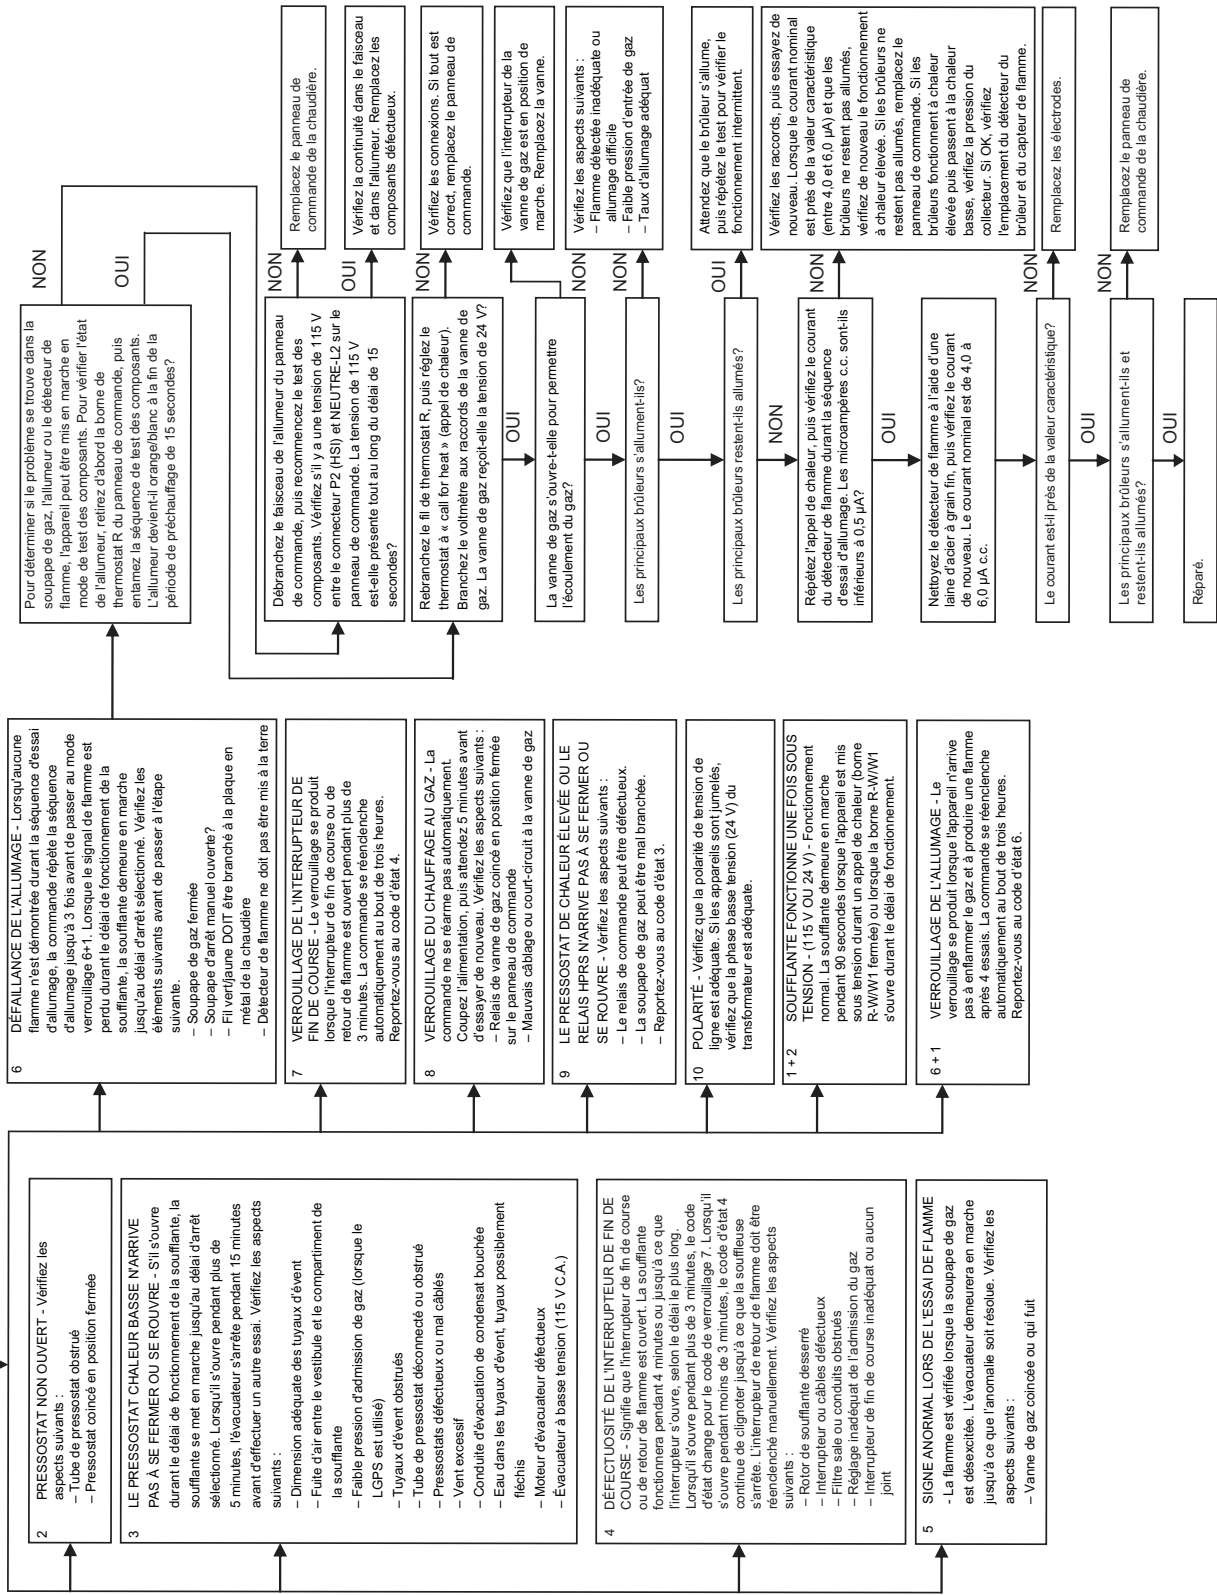 2 PRESSOSTAT NON OUVERT - Vérifiez les
aspects suivants :
– Tube de pressostat obstrué
– Pressostat coincé en position fermée
3 LE PRESSOSTAT CHALEUR BASSE N'ARRIVE
PAS À SE FERMER OU SE ROUVRE - S'il s'ouvre
durant le délai de fonctionnement de la soufflante, la
soufflante se met en marche jusqu'au délai d'arrêt
sélectionné. Lorsqu'il s'ouvre pendant plus de
5 minutes, l'évacuateur s'arrête pendant 15 minutes
avant d'effectuer un autre essai. Vérifiez les aspects
suivants :
– Dimension adéquate des tuyaux d'évent
– Fuite d'air entre le vestibule et le compartiment de
la soufflante
– Faible pression d'admission de gaz (lorsque le
LGPS est utilisé)
– Tuyaux d'évent obstrués
– Tube de presssostat déconnecté ou obstrué
– Pressostats défectueux ou mal câblés
– Vent excessif
– Conduite d'évacuation de condensat bouchée
– Eau dans les tuyaux d'évent, tuyaux possiblement
fléchis
– Moteur d'évacuateur défectueux
– Évacuateur à basse tension (115 V C.A.)
4 DÉFECTUOSITÉ DE L'INTERRUPTEUR DE FIN DE
COURSE - Signifie que l'interrupteur de fin de course
ou de retour de flamme est ouvert. La soufflante
fonctionnera pendant 4 minutes ou jusqu'à ce que
l'interrupteur s'ouvre, selon le délai le plus long.
Lorsqu'il s'ouvre pendant plus de 3 minutes, le code
d'état change pour le code de verrouillage 7. Lorsqu'il
s'ouvre pendant moins de 3 minutes, le code d'état 4
continue de clignoter jusqu'à ce que la souffleuse
s'arrête. L'interrupteur de retour de flamme doit être
réenclenché manuellement. Vérifiez les aspects
suivants :
– Rotor de soufflante desserré
– Interrupteur ou câbles défectueux
– Filtre sale ou conduits obstrués
– Réglage inadéquat de l'admission du gaz
– Interrupteur de fin de course inadéquat ou aucun
joint
5 SIGNE ANORMAL LORS DE L'ESSAI DE FLAMME
- La flamme est vérifiée lorsque la soupape de gaz
est désexcitée. L'évacuateur demeurera en marche
jusqu'à ce que l'anomalie soit résolue. Vérifiez les
aspects suivants :
– Vanne de gaz coincée ou qui fuit
6 DÉFAILLANCE DE L'ALLUMAGE - Lorsqu'aucune
flamme n'est démontrée durant la séquence d'essai
d'allumage, la commande répète la séquence
d'allumage jusqu'à 3 fois avant de passer au mode
verrouillage 6+1. Lorsque le signal de flamme est
perdu durant le délai de fonctionnement de la
soufflante, la soufflante demeure en marche
jusqu'au délai d'arrêt sélectionné. Vérifiez les
éléments suivants avant de passer à l'étape
suivante.
– Soupape de gaz fermée
– Soupape d'arrêt manuel ouverte?
– Fil vert/jaune DOIT être branché à la plaque en
métal de la chaudière
– Détecteur de flamme ne doit pas être mis à la terre
7 VERROUILLAGE DE L'INTERRUPTEUR DE
FIN DE COURSE - Le verrouillage se produit
lorsque l'interrupteur de fin de course ou de
retour de flamme est ouvert pendant plus de
3 minutes. La commande se réenclenche
automatiquement au bout de trois heures.
Reportez-vous au code d'état 4.
8 VERROUILLAGE DU CHAUFFAGE AU GAZ - La
commande ne se réarme pas automatiquement.
Coupez l'alimentation, puis attendez 5 minutes avant
d'essayer de nouveau. Vérifiez les aspects suivants :
– Relais de vanne de gaz coincé en position fermée
sur le panneau de commande
– Mauvais câblage ou court-circuit à la vanne de gaz
9 LE PRESSOSTAT DE CHALEUR ÉLEVÉE OU LE
RELAIS HPRS N'ARRIVE PAS À SE FERMER OU
SE ROUVRE - Vérifiez les aspects suivants :
– Le relais de commande peut être défectueux.
– La soupape de gaz peut être mal branchée.
– Reportez-vous au code d'état 3.
10 POLARITÉ - Vérifiez que la polarité de tension de
ligne est adéquate. Si les appareils sont jumelés,
vérifiez que la phase basse tension (24 V) du
transformateur est adéquate.
1 + 2 SOUFFLANTE FONCTIONNE UNE FOIS SOUS
TENSION - (115 V OU 24 V) - Fonctionnement
normal. La soufflante demeure en marche
pendant 90 secondes lorsque l'appareil est mis
sous tension durant un appel de chaleur (borne
R-W/W1 fermée) ou lorsque la borne R-W/W1
s'ouvre durant le délai de fonctionnement.
6 + 1 VERROUILLAGE DE L'ALLUMAGE - Le
verrouillage se produit lorsque l'appareil n'arrive
pas à enflammer le gaz et à produire une flamme
après 4 essais. La commande se réenclenche
automatiquement au bout de trois heures.
Reportez-vous au code d'état 6.
Pour déterminer si le problème se trouve dans la
soupape de gaz, l'allumeur ou le détecteur de
flamme, l'appareil peut être mis en marche en
mode de test des composants. Pour vérifier l'état
de l'allumeur, retirez d'abord la borne de
thermostat R du panneau de commande, puis
entamez la séquence de test des composants.
L'allumeur devient-il orange/blanc à la fin de la
période de préchauffage de 15 secondes?
NON
OUI
Débranchez le faisceau de l'allumeur du panneau
de commande, puis recommencez le test des
composants. Vérifiez s'il y a une tension de 115 V
entre le connecteur P2 (HSI) et NEUTRE-L2 sur le
panneau de commande. La tension de 115 V
est-elle présente tout au long du délai de 15
secondes?
NON
Remplacez le panneau de
commande de la chaudière.
OUI
Vérifiez la continuité dans le faisceau
et dans l'allumeur. Remplacez les
composants défectueux.
Rebranchez le fil de thermostat R, puis réglez le
thermostat à « call for heat » (appel de chaleur).
Branchez le voltmètre aux raccords de la vanne de
gaz. La vanne de gaz reçoit-elle la tension de 24 V?
NON
Vérifiez les connexions. Si tout est
correct, remplacez le panneau de
commande.
OUI
La vanne de gaz s'ouvre-t-elle pour permettre
l'écoulement du gaz?
NON
Vérifiez que l'interrupteur de la
vanne de gaz est en position de
marche. Remplacez la vanne.
OUI
Les principaux brûleurs s'allument-ils?
NON
Vérifiez les aspects suivants :
– Flamme détectée inadéquate ou
allumage difficile
– Faible pression d'entrée de gaz
– Taux d'allumage adéquat
OUI
Les principaux brûleurs restent-ils allumés?
OUI
Attendez que le brûleur s'allume,
puis répétez le test pour vérifier le
fonctionnement intermittent.
NON
Répétez l'appel de chaleur, puis vérifiez le courant
du détecteur de flamme durant la séquence
d'essai d'allumage. Les microampères c.c. sont-ils
inférieurs à 0,5 µA?
NON
Vérifiez les raccords, puis essayez de
nouveau. Lorsque le courant nominal
est près de la valeur caractéristique
(entre 4,0 et 6,0 µA) et que les
brûleurs ne restent pas allumés,
vérifiez de nouveau le fonctionnement
à chaleur élevée. Si les brûleurs ne
restent pas allumés, remplacez le
panneau de commande. Si les
brûleurs fonctionnent à chaleur
élevée puis passent à la chaleur
basse, vérifiez la pression du
collecteur. Si OK, vérifiez
l'emplacement du détecteur du
brûleur et du capteur de flamme.
OUI
Nettoyez le détecteur de flamme à l'aide d'une
laine d'acier à grain fin, puis vérifiez le courant
de nouveau. Le courant nominal est de 4,0 à
6,0 µA c.c.
Le courant est-il près de la valeur caractéristique?
NON
Remplacez les électrodes.
OUI
Les principaux brûleurs s'allument-ils et
restent-ils allumés?
NON
Remplacez le panneau de
commande de la chaudière.
OUI
Réparé.